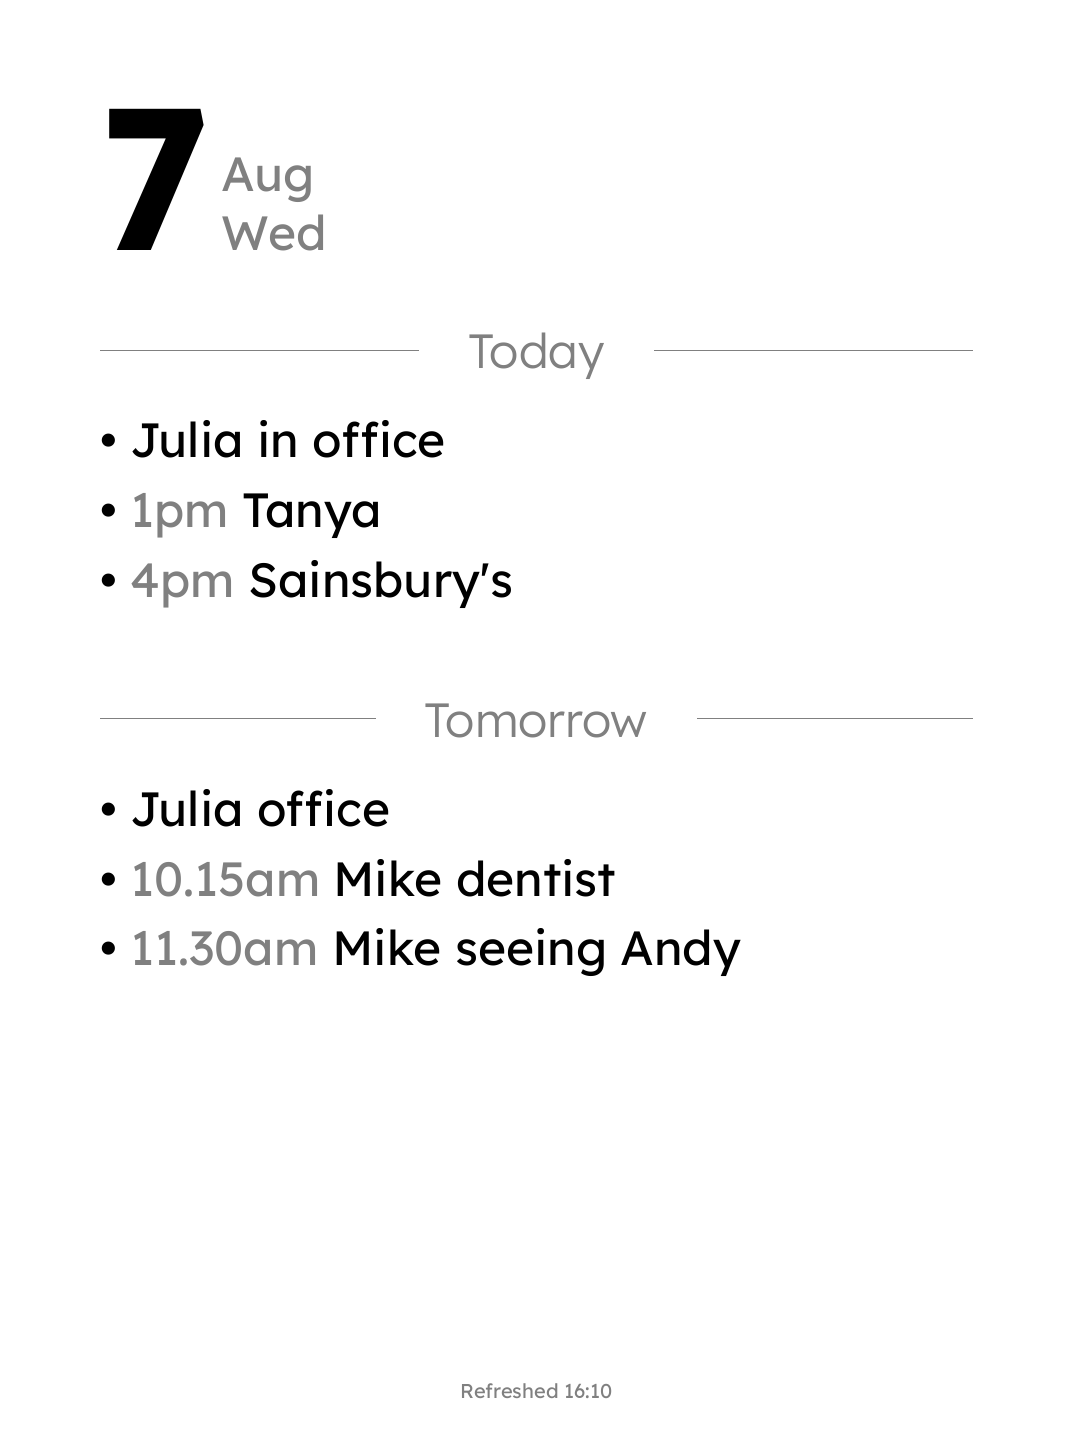 7
Aug
Wed
Today
• Julia in office
• 1pm Tanya
• 4pm Sainsbury's
Tomorrow
• Julia office
• 10.15am Mike dentist
• 11.30am Mike seeing Andy
Refreshed 16:10